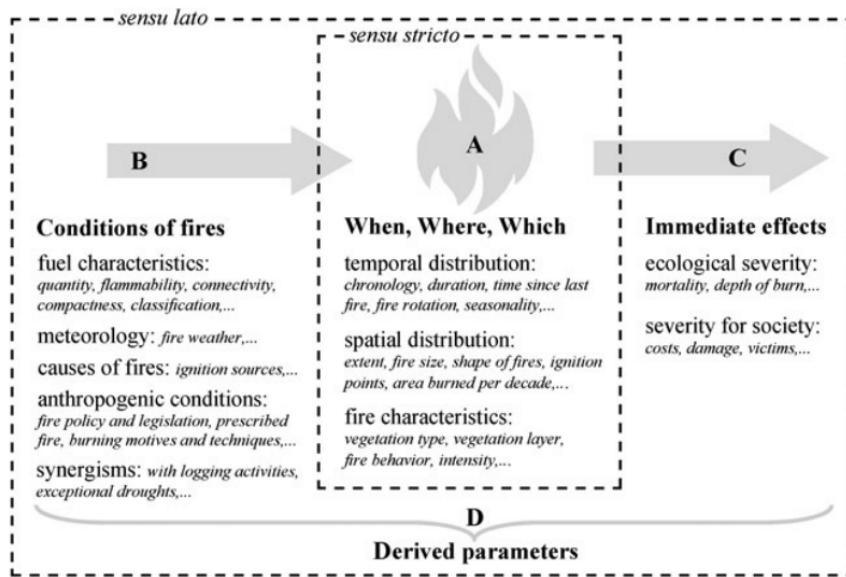 sensu lato
sensu stricto
B
A
C
Conditions of fires
fuel characteristics:
quantity, flammability, connectivity,
compactness, classification,...
meteorology: fire weather,...
causes of fires: ignition sources,...
anthropogenic conditions:
fire policy and legislation, prescribed
fire, burning motives and techniques,...
synergisms: with logging activities,
exceptional droughts,...
When, Where, Which
temporal distribution:
chronology, duration, time since last
fire, fire rotation, seasonality,...
spatial distribution:
extent, fire size, shape of fires, ignition
points, area burned per decade,...
fire characteristics:
vegetation type, vegetation layer,
fire behavior, intensity,...
Immediate effects
ecological severity:
mortality, depth of burn,...
severity for society:
costs, damage, victims,...
D
Derived parameters